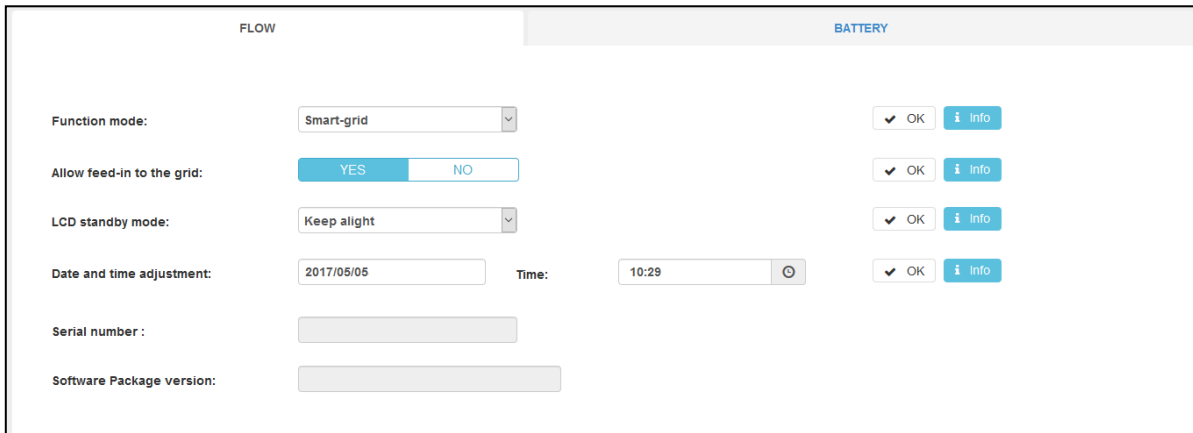 FLOW BATTERY
Function mode: Smart-grid OK Info
Allow feed-in to the grid: YES NO OK Info
LCD standby mode: Keep alight OK Info
Date and time adjustment: 2017/05/05 Time: 10:29 OK Info
Serial number :
Software Package version: